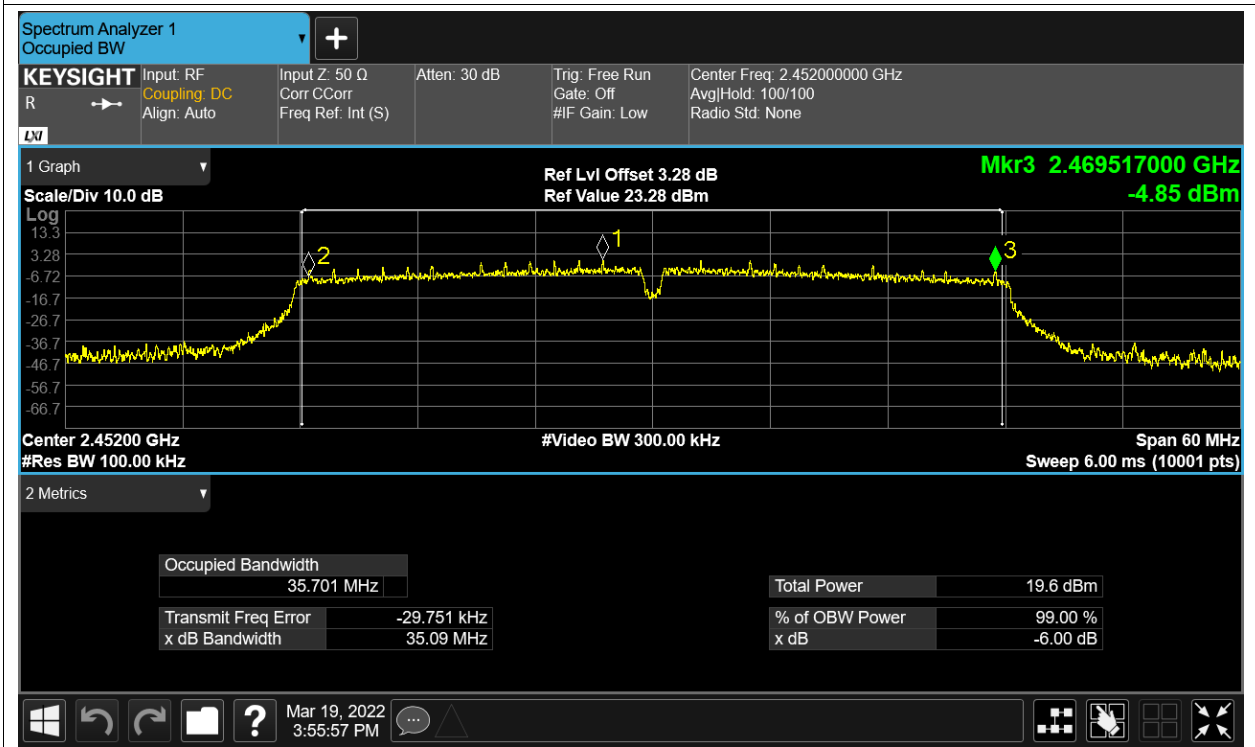 Spectrum Analyzer 1
Occupied BW
KEYSIGHT
R
LXI
Input: RF
Coupling: DC
Align: Auto
Input Z: 50 Ω
Corr CCorr
Freq Ref: Int (S)
Atten: 30 dB
Trig: Free Run
Gate: Off
#IF Gain: Low
Center Freq: 2.452000000 GHz
Avg|Hold: 100/100
Radio Std: None
1 Graph
Scale/Div 10.0 dB
Ref Lvl Offset 3.28 dB
Ref Value 23.28 dBm
Mkr3 2.469517000 GHz
-4.85 dBm
Log
13.3
3.28
-6.72
-16.7
-26.7
-36.7
-46.7
-56.7
-66.7
2
1
3
Center 2.45200 GHz
#Video BW 300.00 kHz
Span 60 MHz
#Res BW 100.00 kHz
Sweep 6.00 ms (10001 pts)
2 Metrics
Occupied Bandwidth
35.701 MHz
Transmit Freq Error -29.751 kHz
x dB Bandwidth 35.09 MHz
Total Power 19.6 dBm
% of OBW Power 99.00 %
x dB -6.00 dB
?
Mar 19, 2022
3:55:57 PM